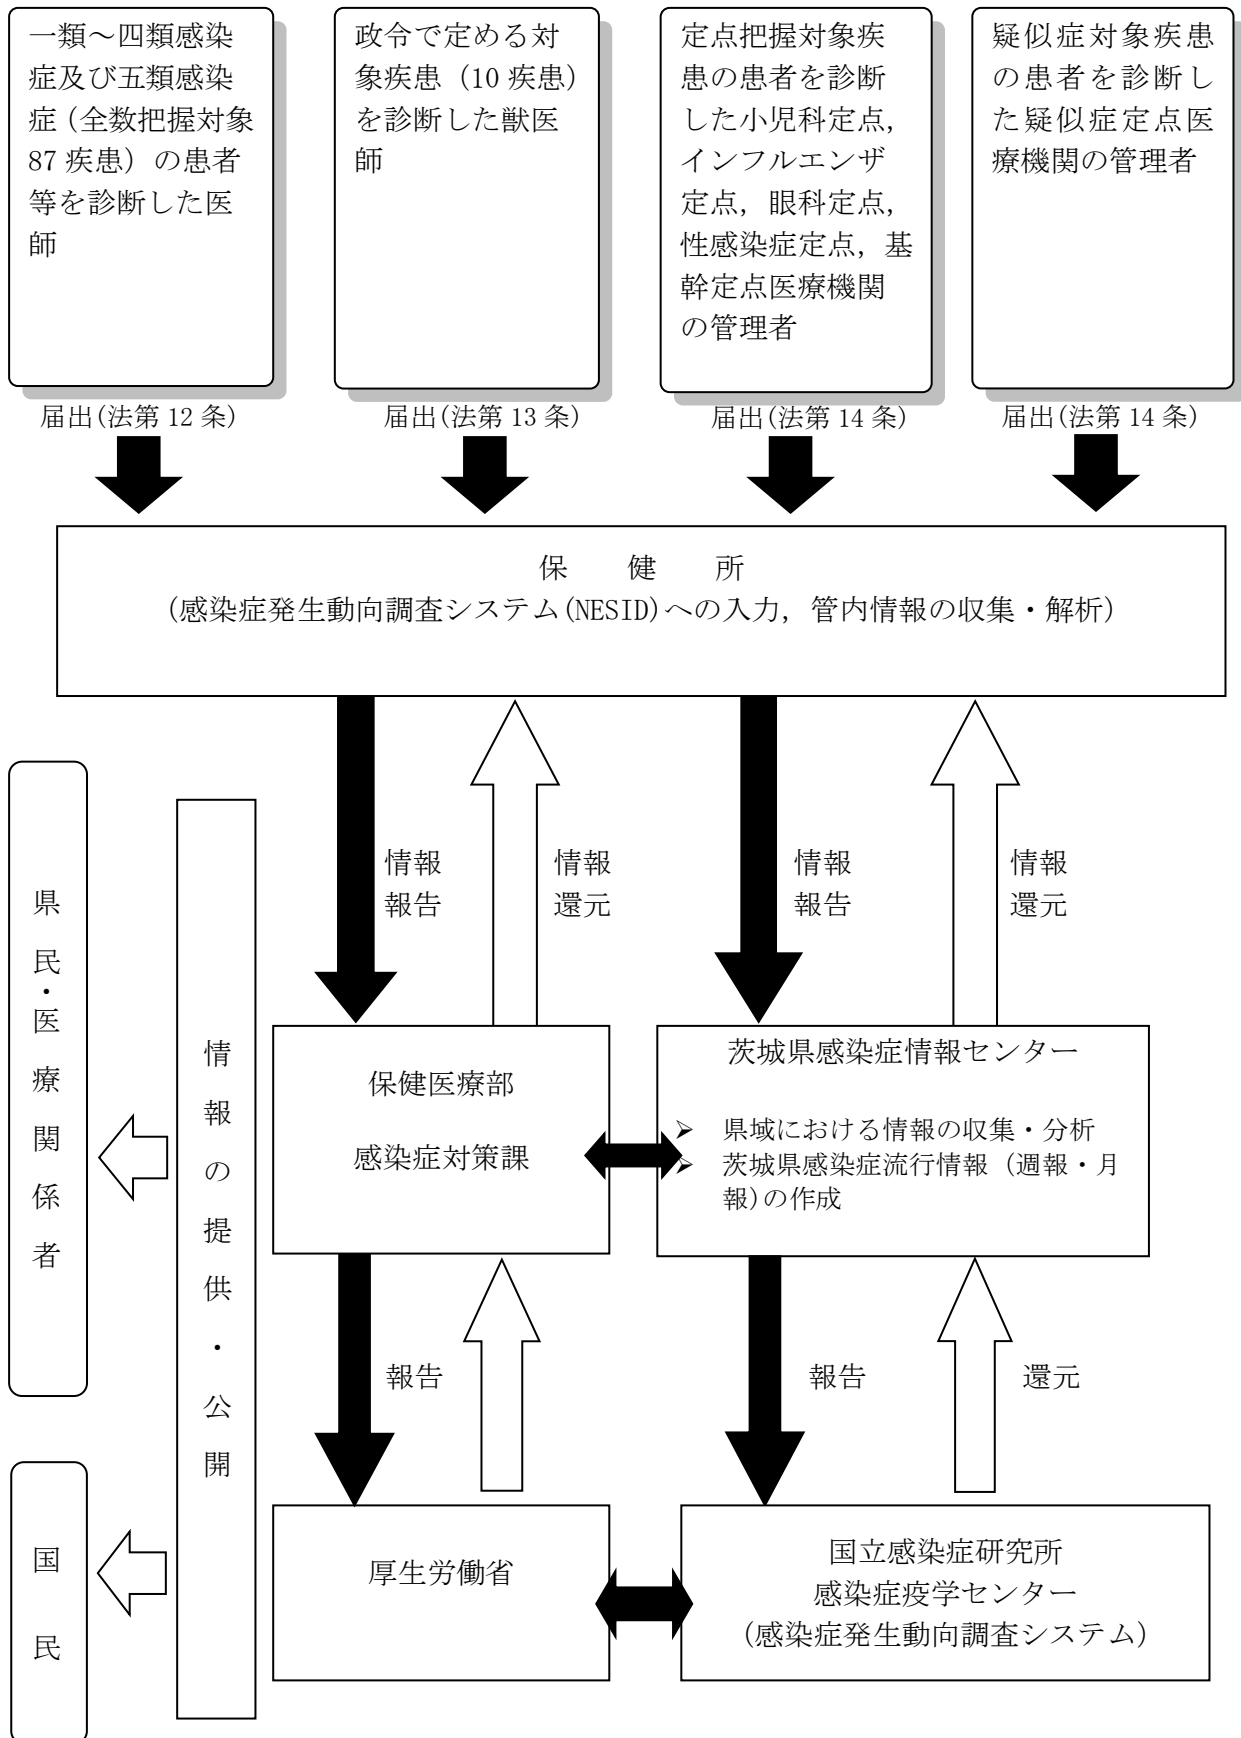 一類～四類感染
症及び五類感染
症（全数把握対象
87 疾患）の患者
等を診断した医
師
政令で定める対
象疾患（10 疾患）
を診断した獣医
師
定点把握対象疾
患の患者を診断
した小児科定点，
インフルエンザ
定点，眼科定点，
性感染症定点，基
幹定点医療機関
の管理者
疑似症対象疾患
の患者を診断し
た疑似症定点医
療機関の管理者
届出(法第 12 条)
届出(法第 13 条)
届出(法第 14 条)
届出(法第 14 条)
保　健　所
(感染症発生動向調査システム(NESID)への入力，管内情報の収集・解析)
情報
報告
情報
還元
情報
報告
情報
還元
県民・医療関係者
情報の提供・公開
保健医療部
感染症対策課
茨城県感染症情報センター
➢ 県域における情報の収集・分析
➢ 茨城県感染症流行情報（週報・月
報)の作成
報告
報告
還元
国民
厚生労働省
国立感染症研究所
感染症疫学センター
(感染症発生動向調査システム)